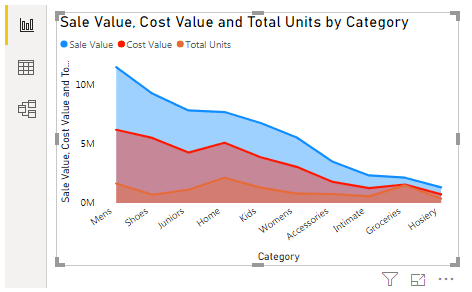 Sale Value, Cost Value and Total Units by Category
Sale Value Cost Value Total Units
Sale Value, Cost Value and To...
10M
5M
0M
Mens Shoes Juniors Home Kids Womens Accessories Intimate Groceries Hosiery
Category